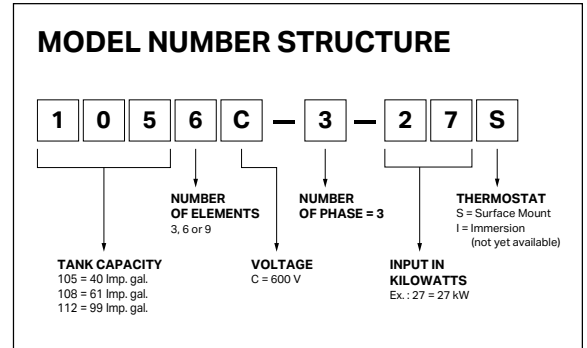 MODEL NUMBER STRUCTURE
1 0 5 6 C – 3 – 2 7 S
NUMBER
OF ELEMENTS
3, 6 or 9
NUMBER
OF PHASE = 3
THERMOSTAT
S = Surface Mount
I = Immersion
(not yet available)
TANK CAPACITY
105 = 40 Imp. gal.
108 = 61 Imp. gal.
112 = 99 Imp. gal.
VOLTAGE
C = 600 V
INPUT IN
KILOWATTS
Ex. : 27 = 27 kW